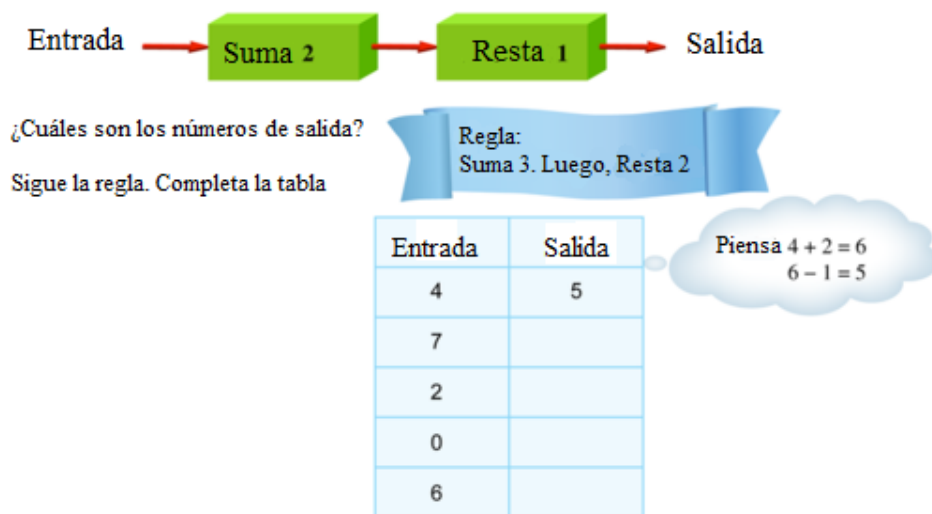 Entrada Suma 2 Resta 1 Salida
¿Cuáles son los números de salida?
Sigue la regla. Completa la tabla
Regla:
Suma 3. Luego, Resta 2
Entrada Salida
4 5
7
2
0
6
Piensa 4 + 2 = 6
6 – 1 = 5